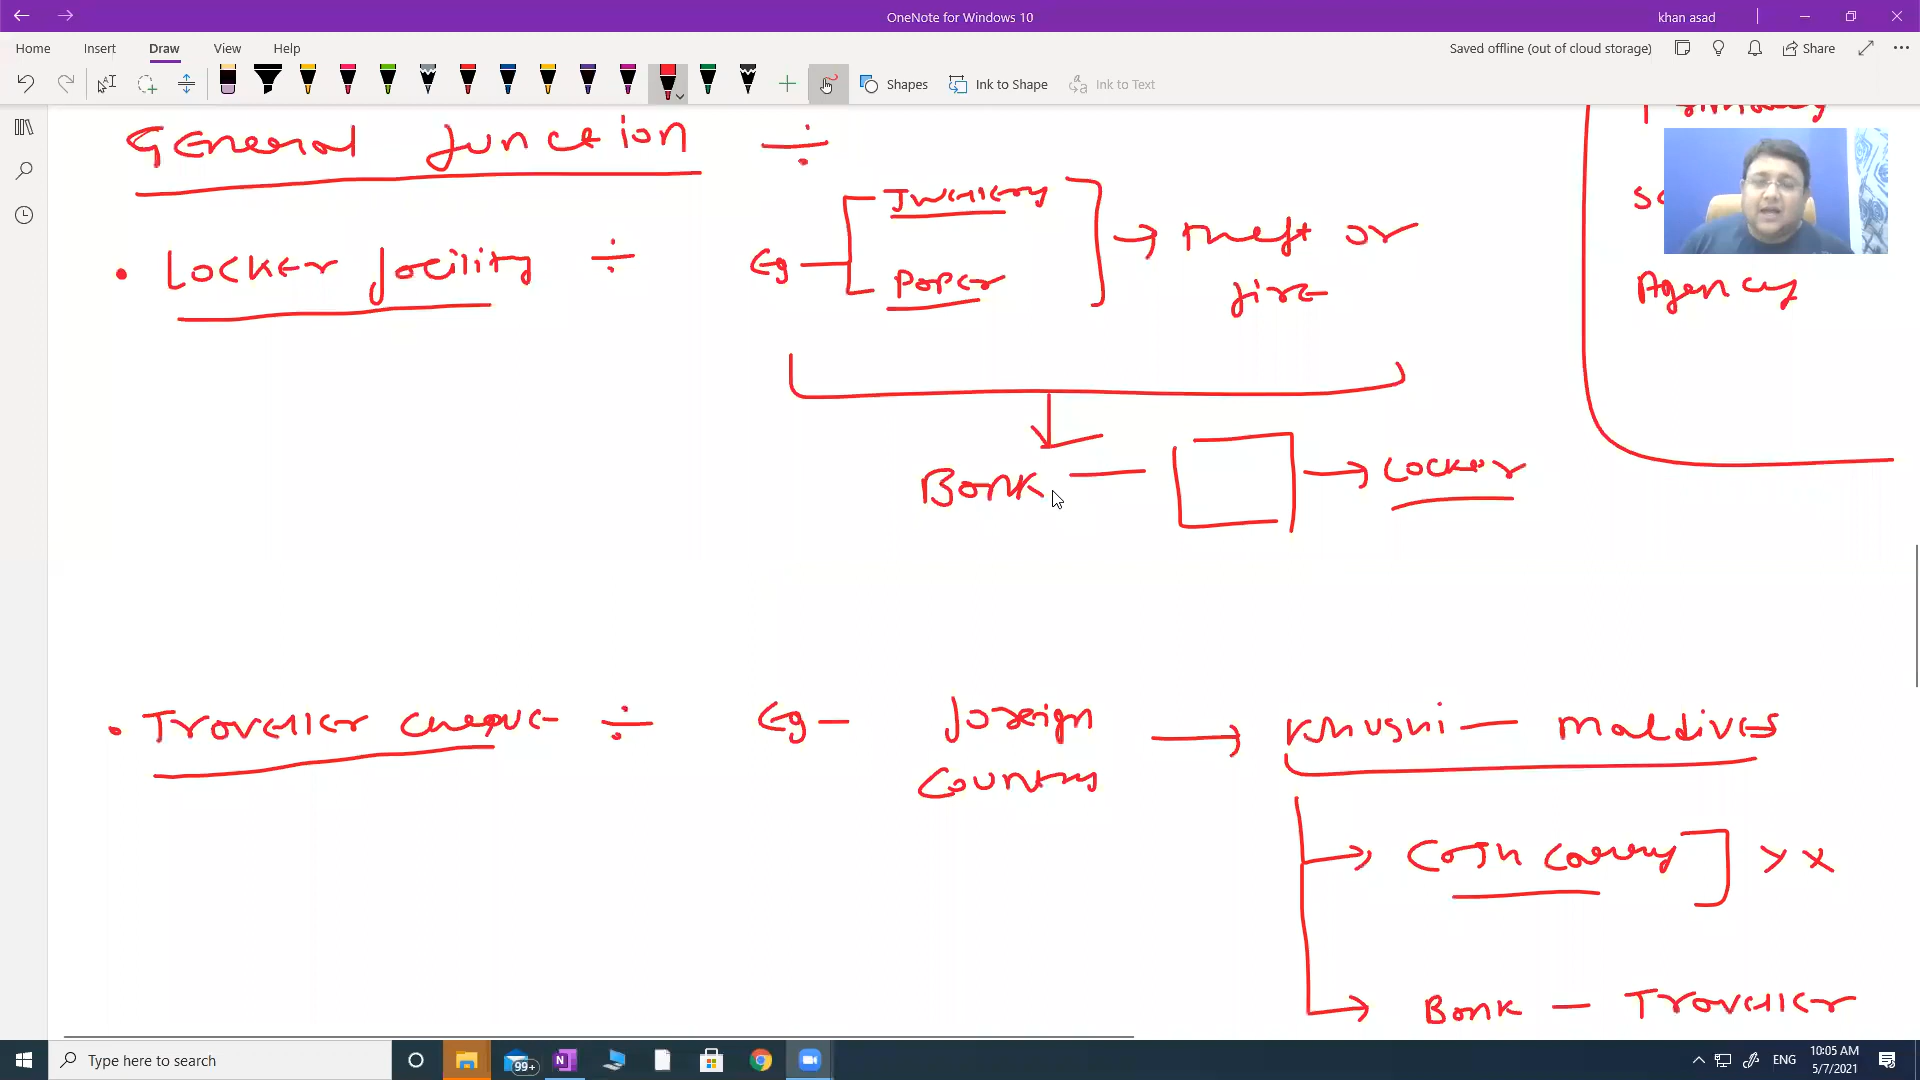 OneNote for Windows 10
khan asad
Home Insert Draw View Help
Saved offline (out of cloud storage)
Share
Shapes
Ink to Shape
Ink to Text
General function ÷
• Locker facility ÷
Eg
Jwellery
Paper
theft or
fire
Bank
Locker
Agency
• Traveller cheque ÷
Eg — foreign
country
Khushi — maldives
Cash carry
x x
Bank — Traveller
Type here to search
99+
ENG
10:05 AM
5/7/2021